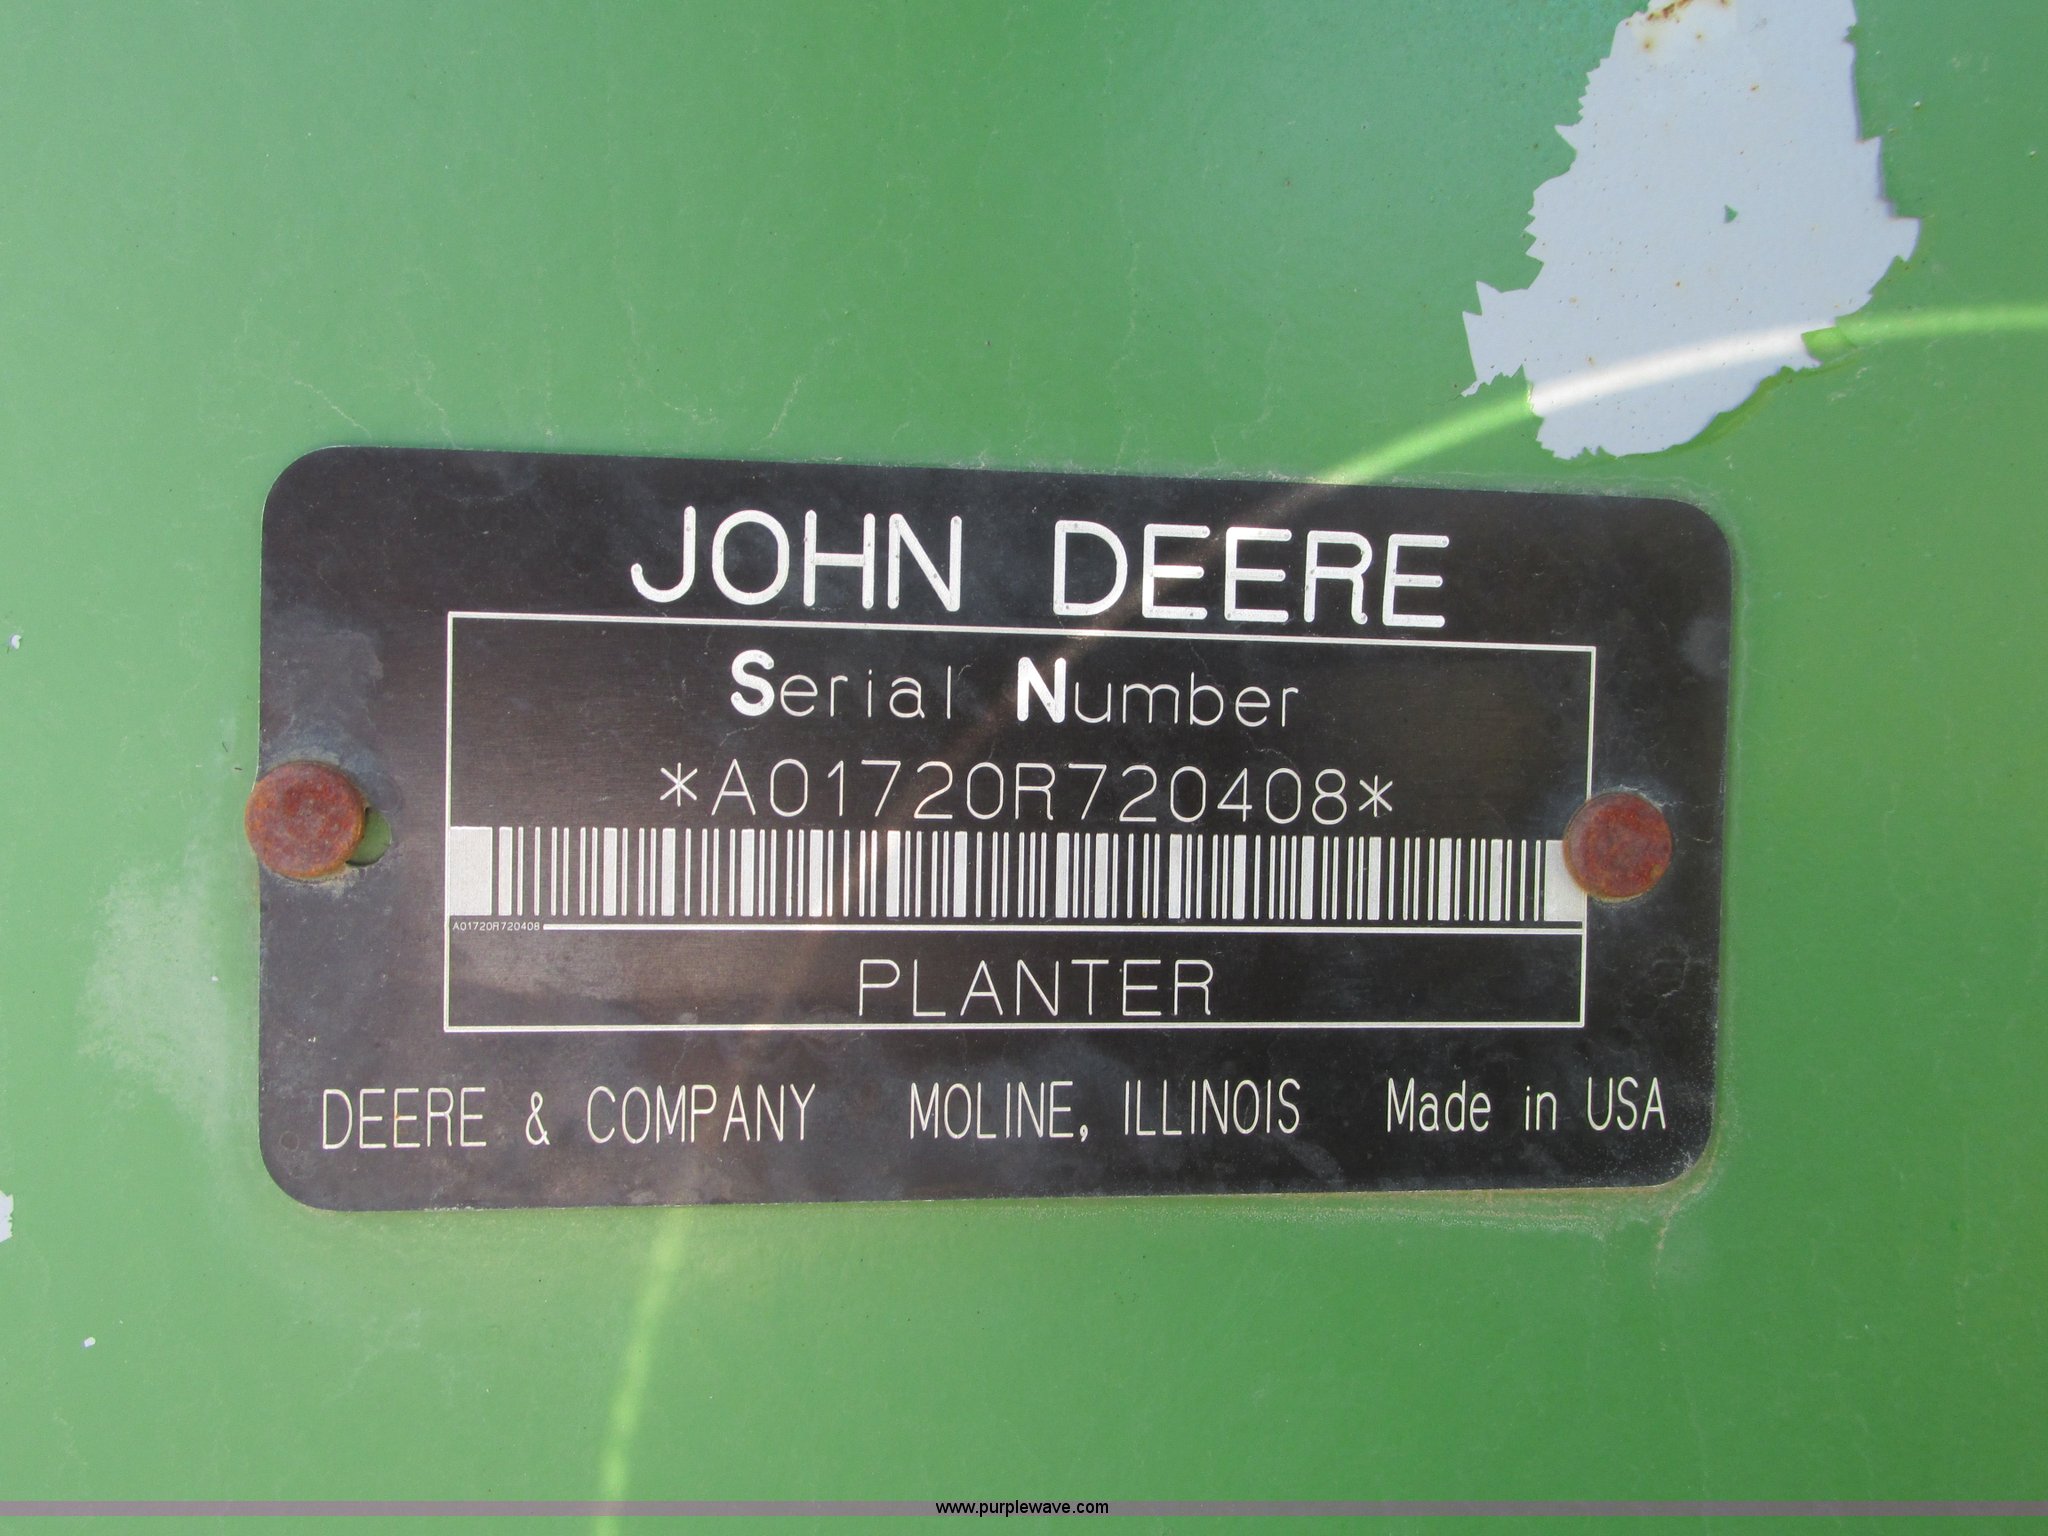 JOHN DEERE
Serial Number
*A01720R720408*
A01720R720408
PLANTER
DEERE & COMPANY MOLINE, ILLINOIS Made in USA
www.purplewave.com